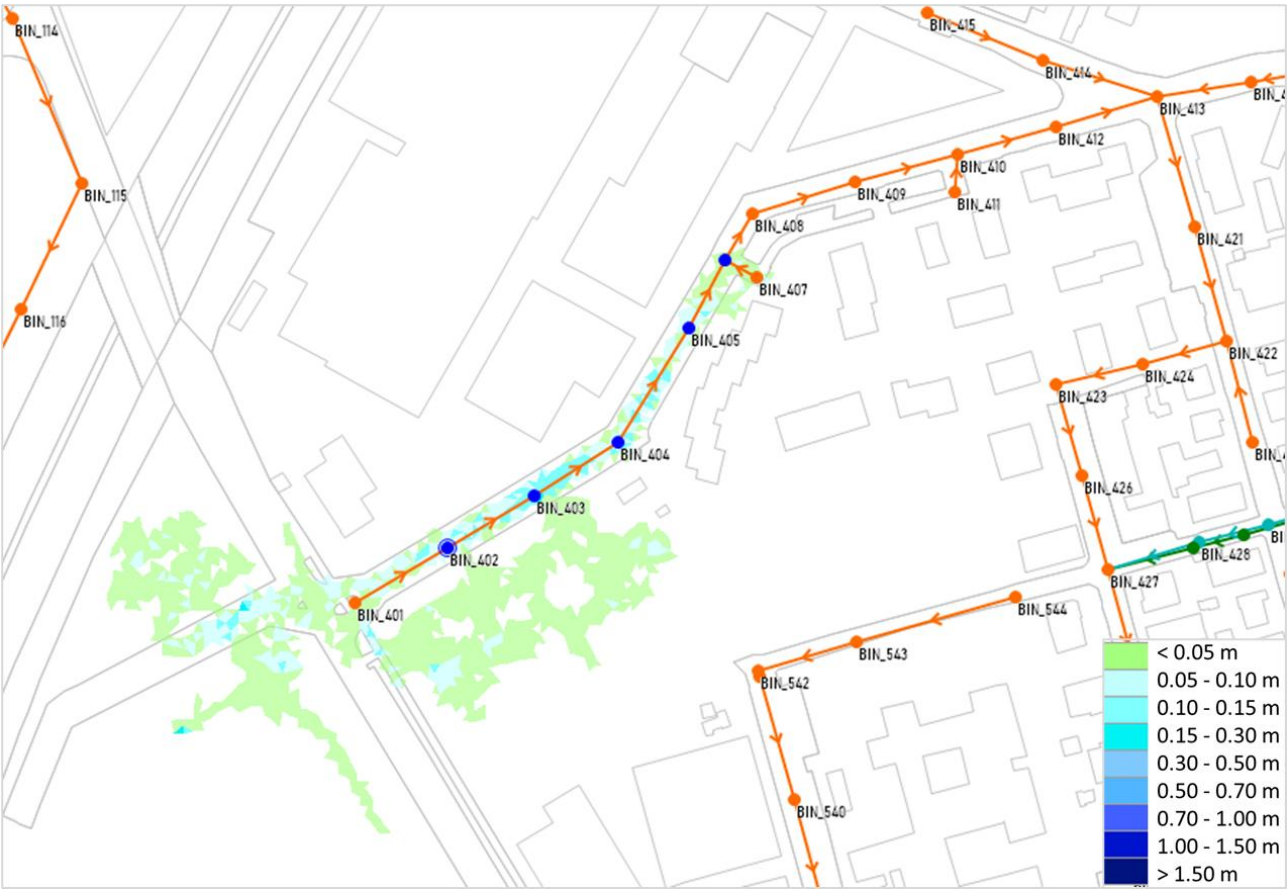 BIN_114
BIN_415
BIN_414
BIN_413
BIN_412
BIN_410
BIN_409
BIN_411
BIN_115
BIN_408
BIN_421
BIN_407
BIN_116
BIN_405
BIN_422
BIN_424
BIN_423
BIN_404
BIN_426
BIN_403
BIN_428
BIN_402
BIN_427
BIN_401
BIN_544
BIN_543
BIN_542
BIN_540
< 0.05 m
0.05 - 0.10 m
0.10 - 0.15 m
0.15 - 0.30 m
0.30 - 0.50 m
0.50 - 0.70 m
0.70 - 1.00 m
1.00 - 1.50 m
> 1.50 m